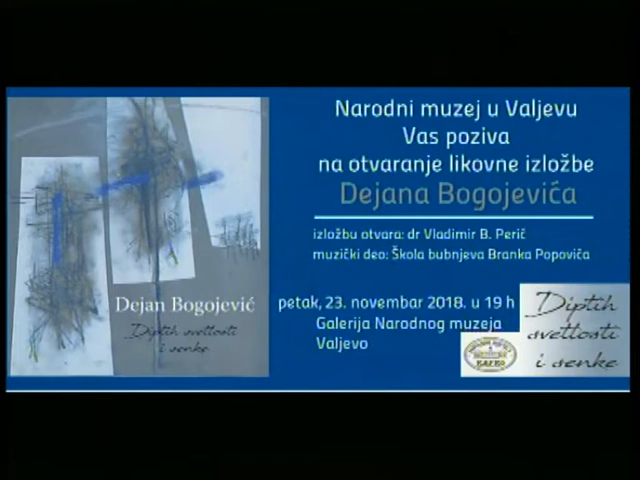 Narodni muzej u Valjevu
Vas poziva
na otvaranje likovne izložbe
Dejana Bogojevića
izložbu otvara: dr Vladimir B. Perić
muzički deo: Škola bubnjeva Branka Popovića
petak, 23. novembar 2018. u 19 h
Galerija Narodnog muzeja
Valjevo
Dejan Bogojević
Diptih svetlosti
i senke
Diptih
svetlosti
i senke